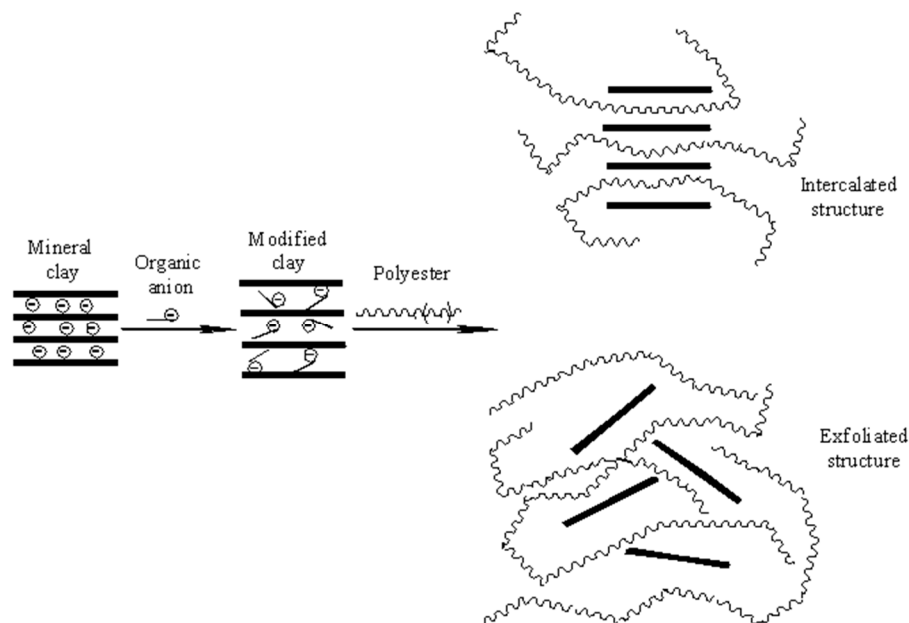 Mineral
clay
Organic
anion
Modified
clay
Polyester
Intercalated
structure
Exfoliated
structure